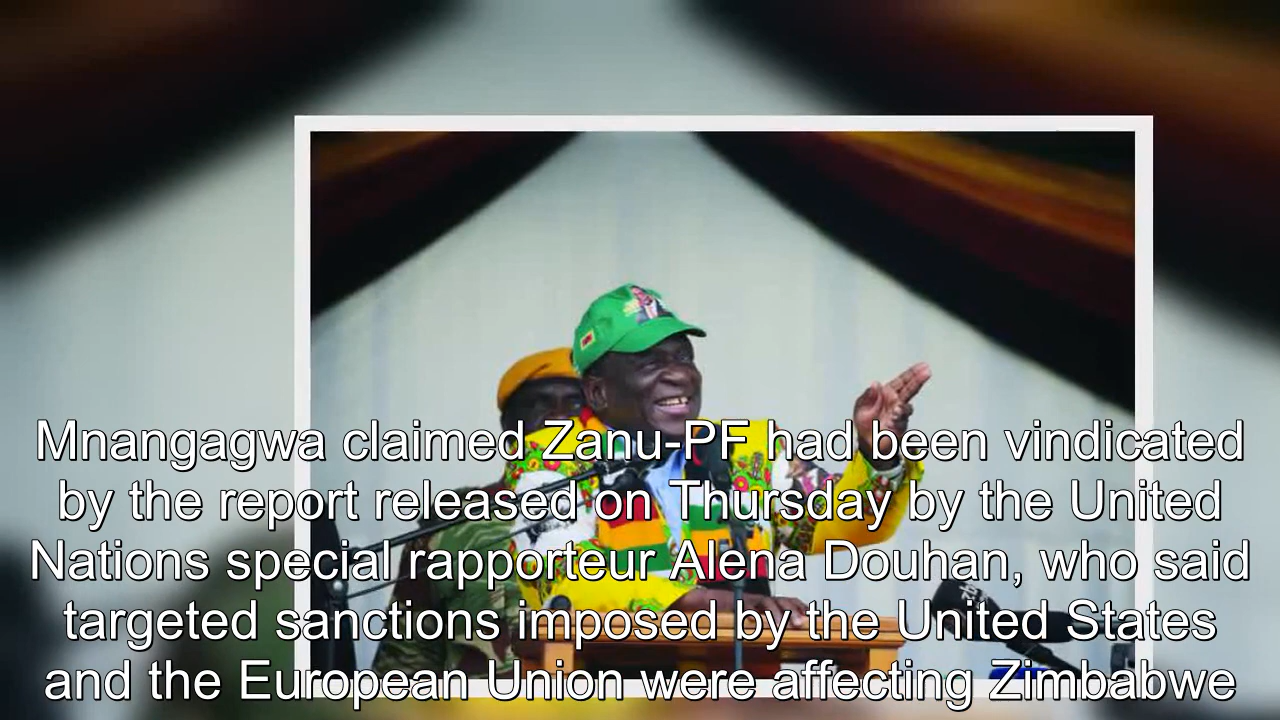 Mnangagwa claimed Zanu-PF had been vindicated
by the report released on Thursday by the United
Nations special rapporteur Alena Douhan, who said
targeted sanctions imposed by the United States
and the European Union were affecting Zimbabwe